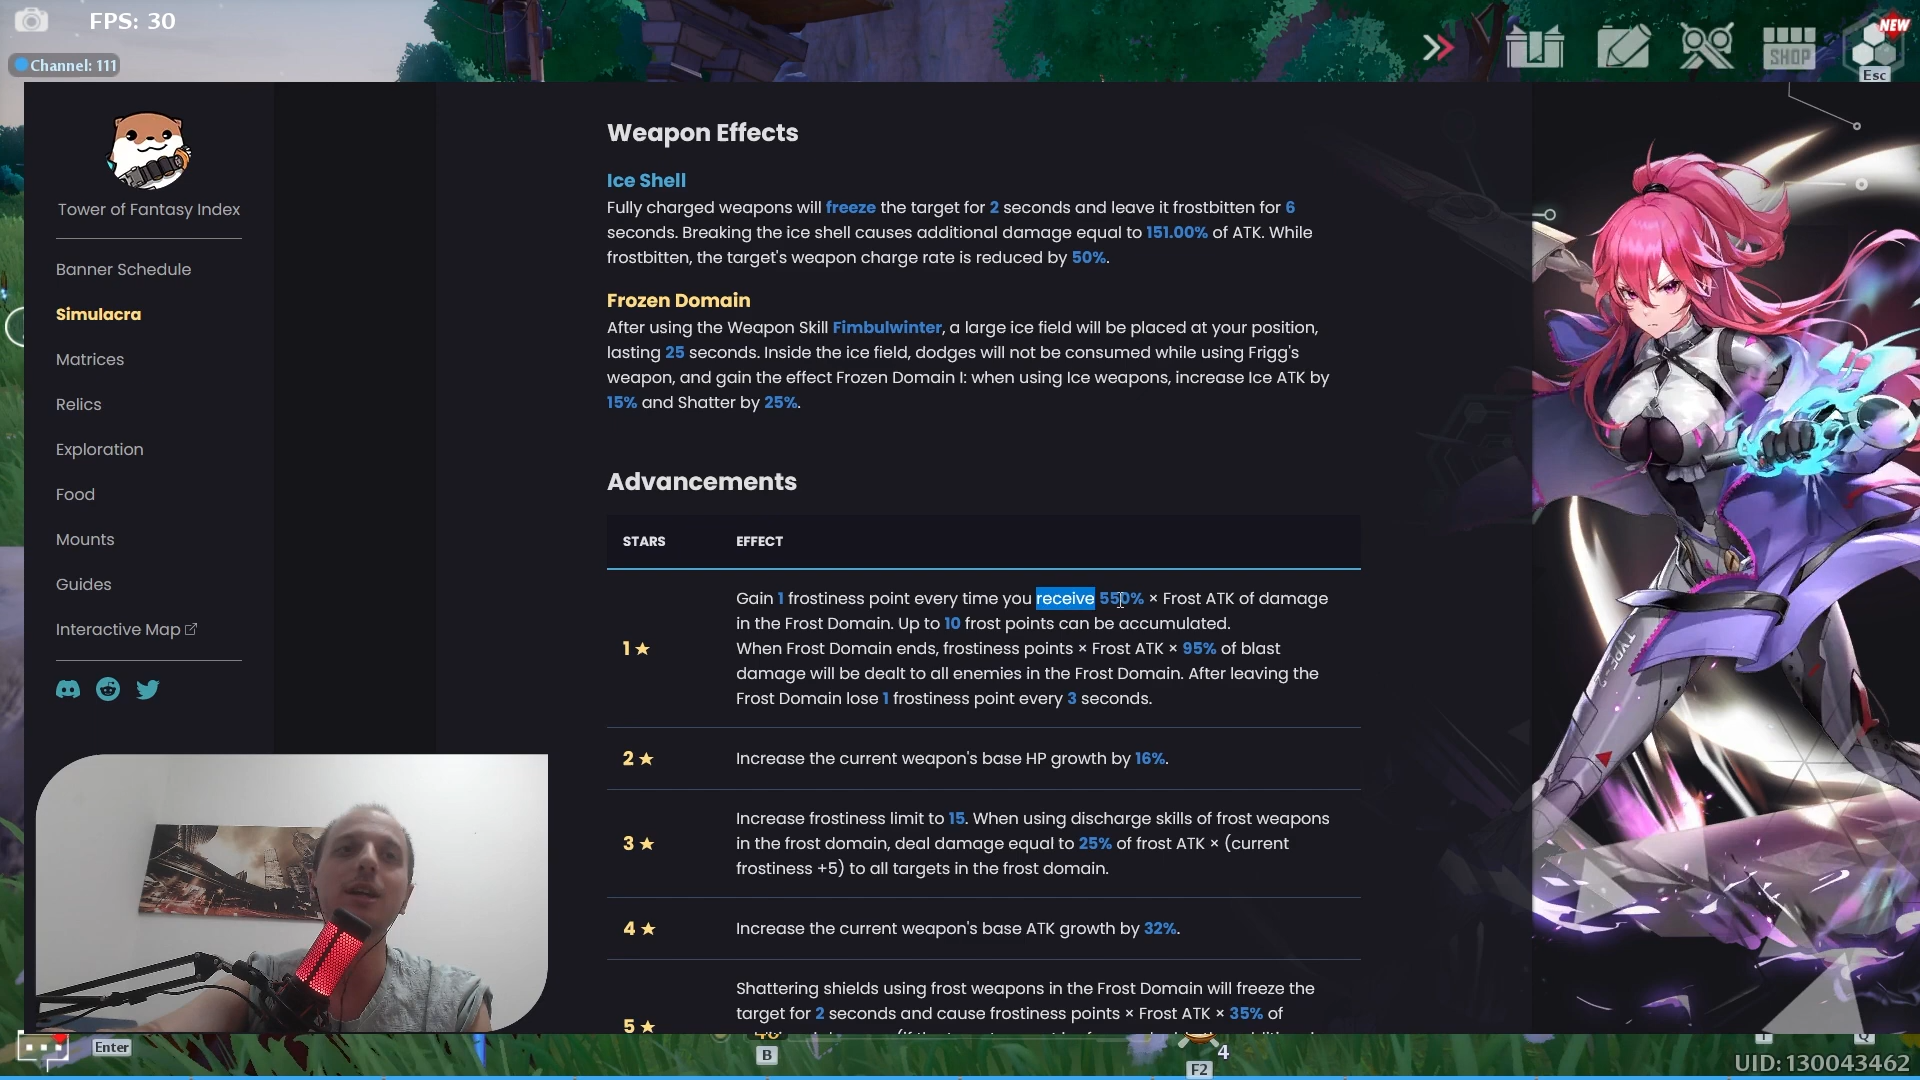 FPS: 30
Channel: 111
NEW
SHOP
Esc
Tower of Fantasy Index
Banner Schedule
Simulacra
Matrices
Relics
Exploration
Food
Mounts
Guides
Interactive Map
Weapon Effects
Ice Shell
Fully charged weapons will freeze the target for 2 seconds and leave it frostbitten for 6
seconds. Breaking the ice shell causes additional damage equal to 151.00% of ATK. While
frostbitten, the target's weapon charge rate is reduced by 50%.
Frozen Domain
After using the Weapon Skill Fimbulwinter, a large ice field will be placed at your position,
lasting 25 seconds. Inside the ice field, dodges will not be consumed while using Frigg's
weapon, and gain the effect Frozen Domain I: when using Ice weapons, increase Ice ATK by
15% and Shatter by 25%.
Advancements
STARS EFFECT
Gain 1 frostiness point every time you receive 550% × Frost ATK of damage
in the Frost Domain. Up to 10 frost points can be accumulated.
1 ★ When Frost Domain ends, frostiness points × Frost ATK × 95% of blast
damage will be dealt to all enemies in the Frost Domain. After leaving the
Frost Domain lose 1 frostiness point every 3 seconds.
2 ★ Increase the current weapon's base HP growth by 16%.
Increase frostiness limit to 15. When using discharge skills of frost weapons
3 ★ in the frost domain, deal damage equal to 25% of frost ATK × (current
frostiness +5) to all targets in the frost domain.
4 ★ Increase the current weapon's base ATK growth by 32%.
Shattering shields using frost weapons in the Frost Domain will freeze the
target for 2 seconds and cause frostiness points × Frost ATK × 35% of
5 ★
Enter
B
4
F2
UID: 130043462